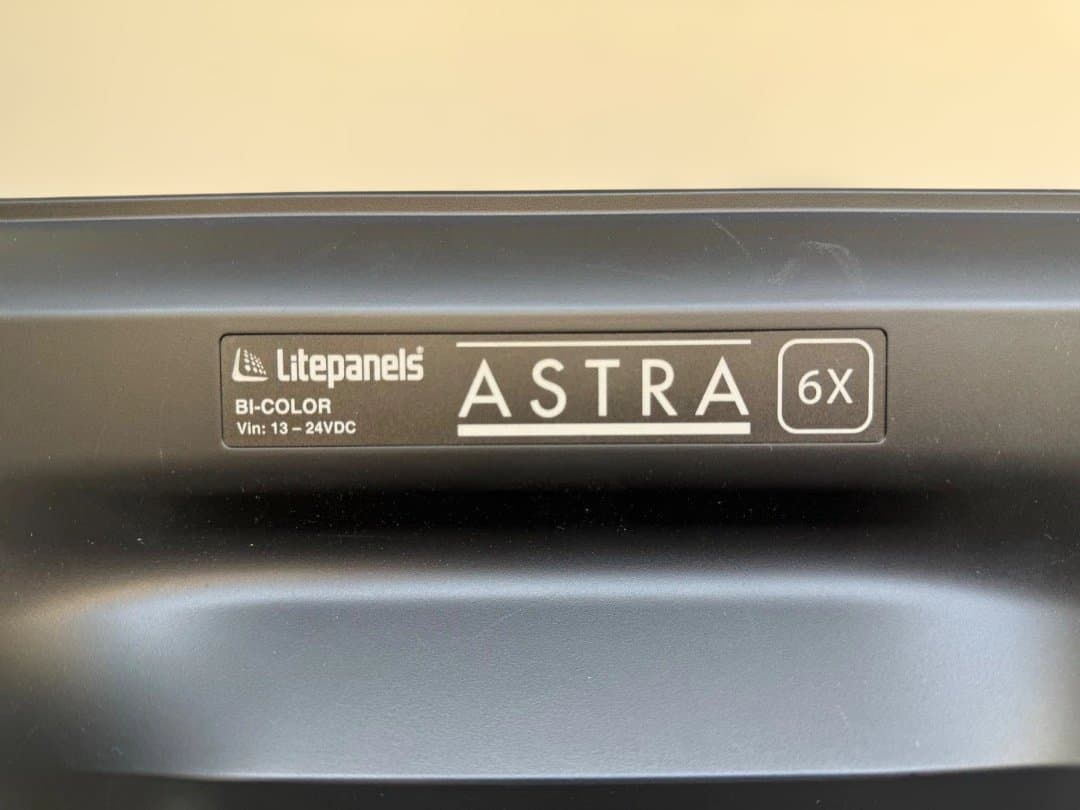 Litepanels®
BI-COLOR
Vin: 13 – 24VDC
ASTRA
6X